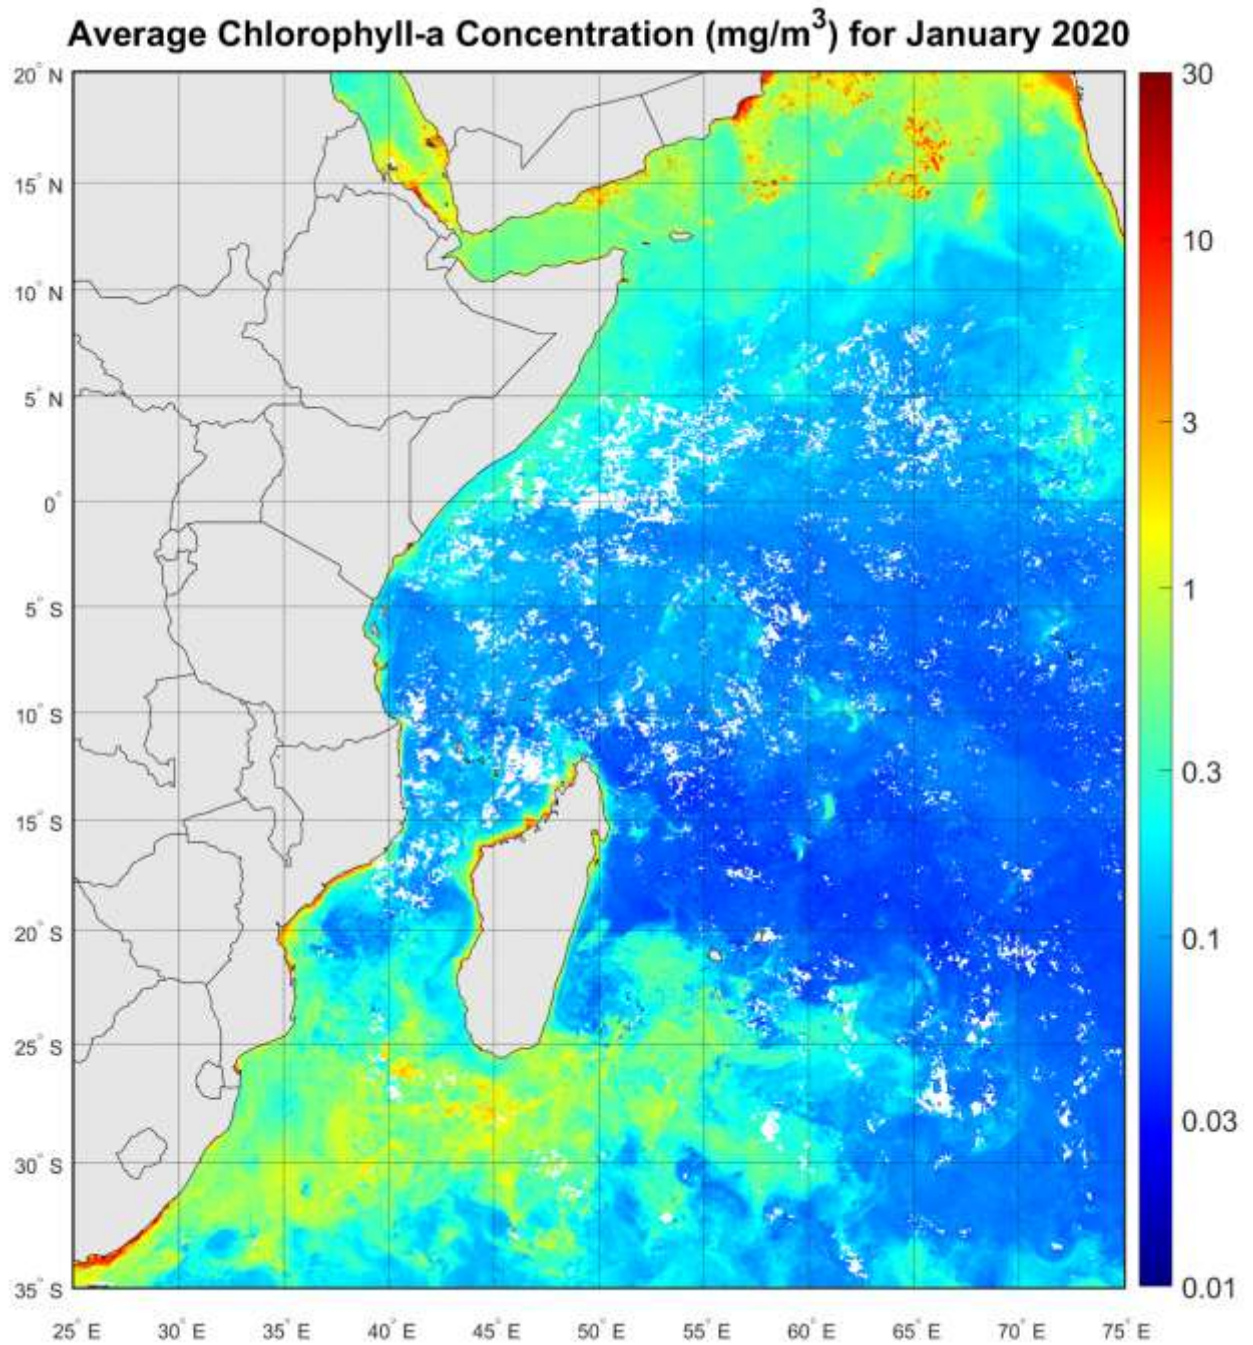 Average Chlorophyll-a Concentration (mg/m³) for January 2020
20° N
15° N
10° N
5° N
0°
5° S
10° S
15° S
20° S
25° S
30° S
35° S
25° E
30° E
35° E
40° E
45° E
50° E
55° E
60° E
65° E
70° E
75° E
30
10
3
1
0.3
0.1
0.03
0.01